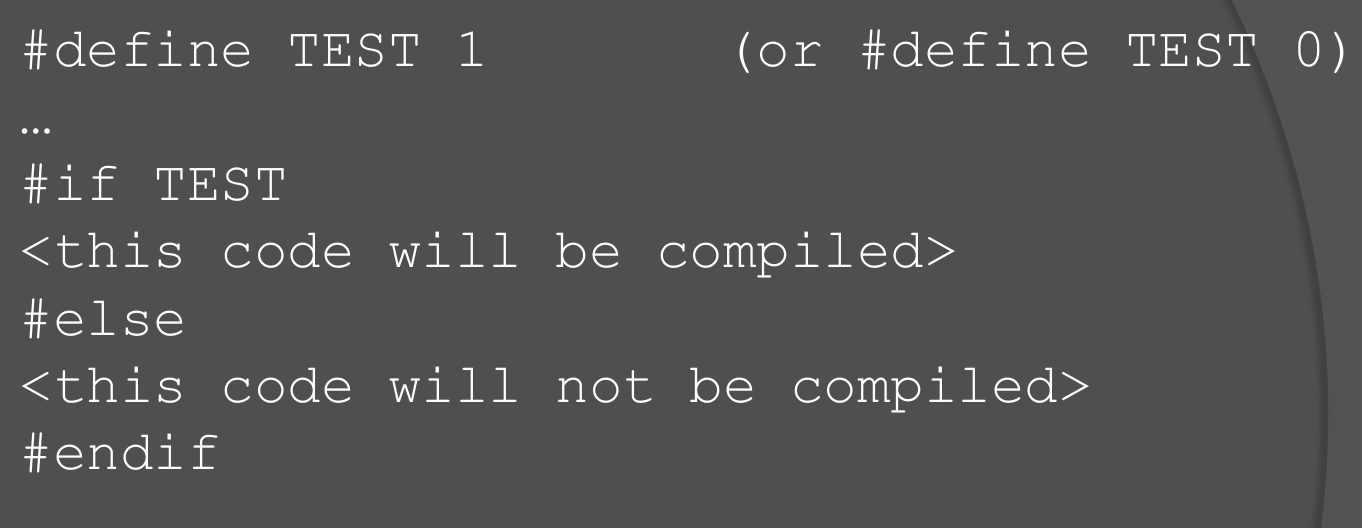 #define TEST 1 (or #define TEST 0)
…
#if TEST
<this code will be compiled>
#else
<this code will not be compiled>
#endif